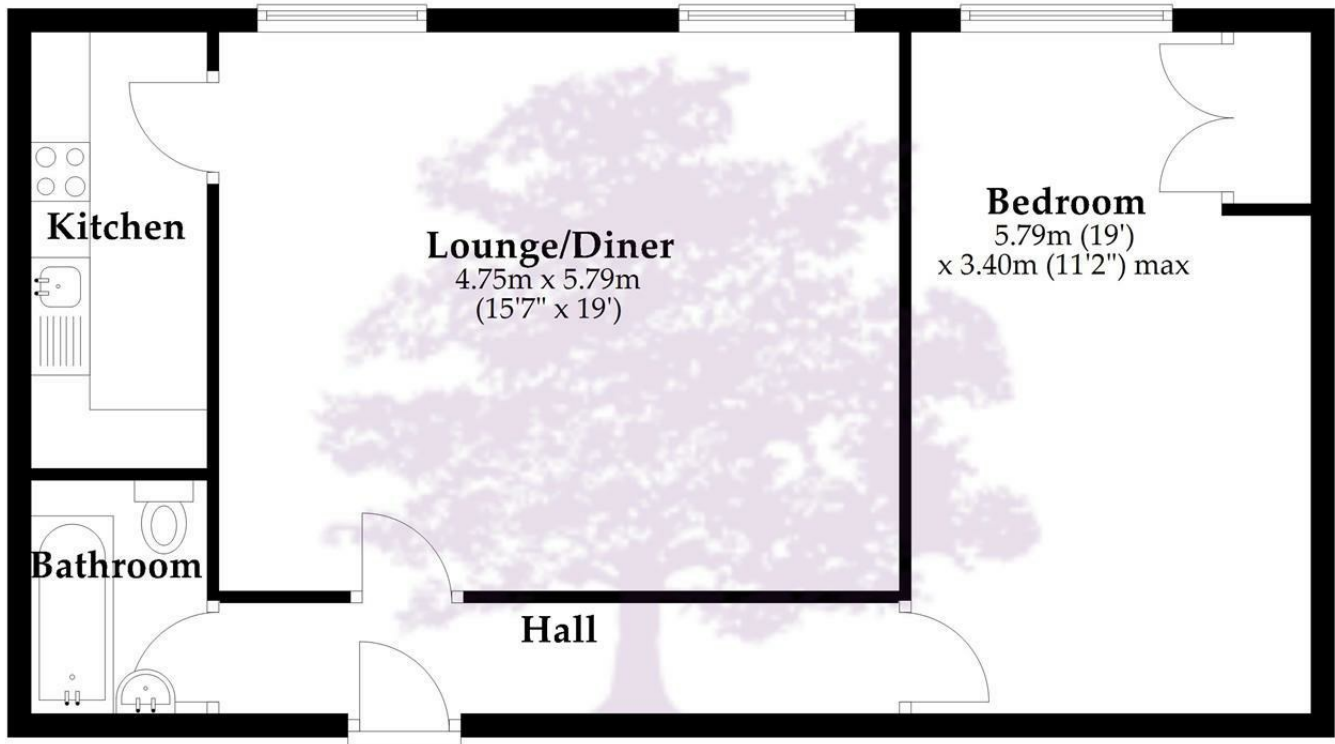 Kitchen
Lounge/Diner
4.75m x 5.79m
(15'7" x 19')
Bedroom
5.79m (19')
x 3.40m (11'2") max
Bathroom
Hall